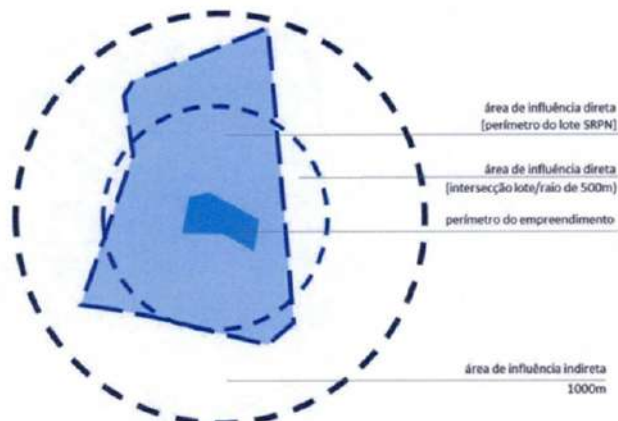 área de influência direta
[perímetro do lote SRPN]
área de influência direta
[intersecção lote/raio de 500m]
perímetro do empreendimento
área de influência indireta
1000m